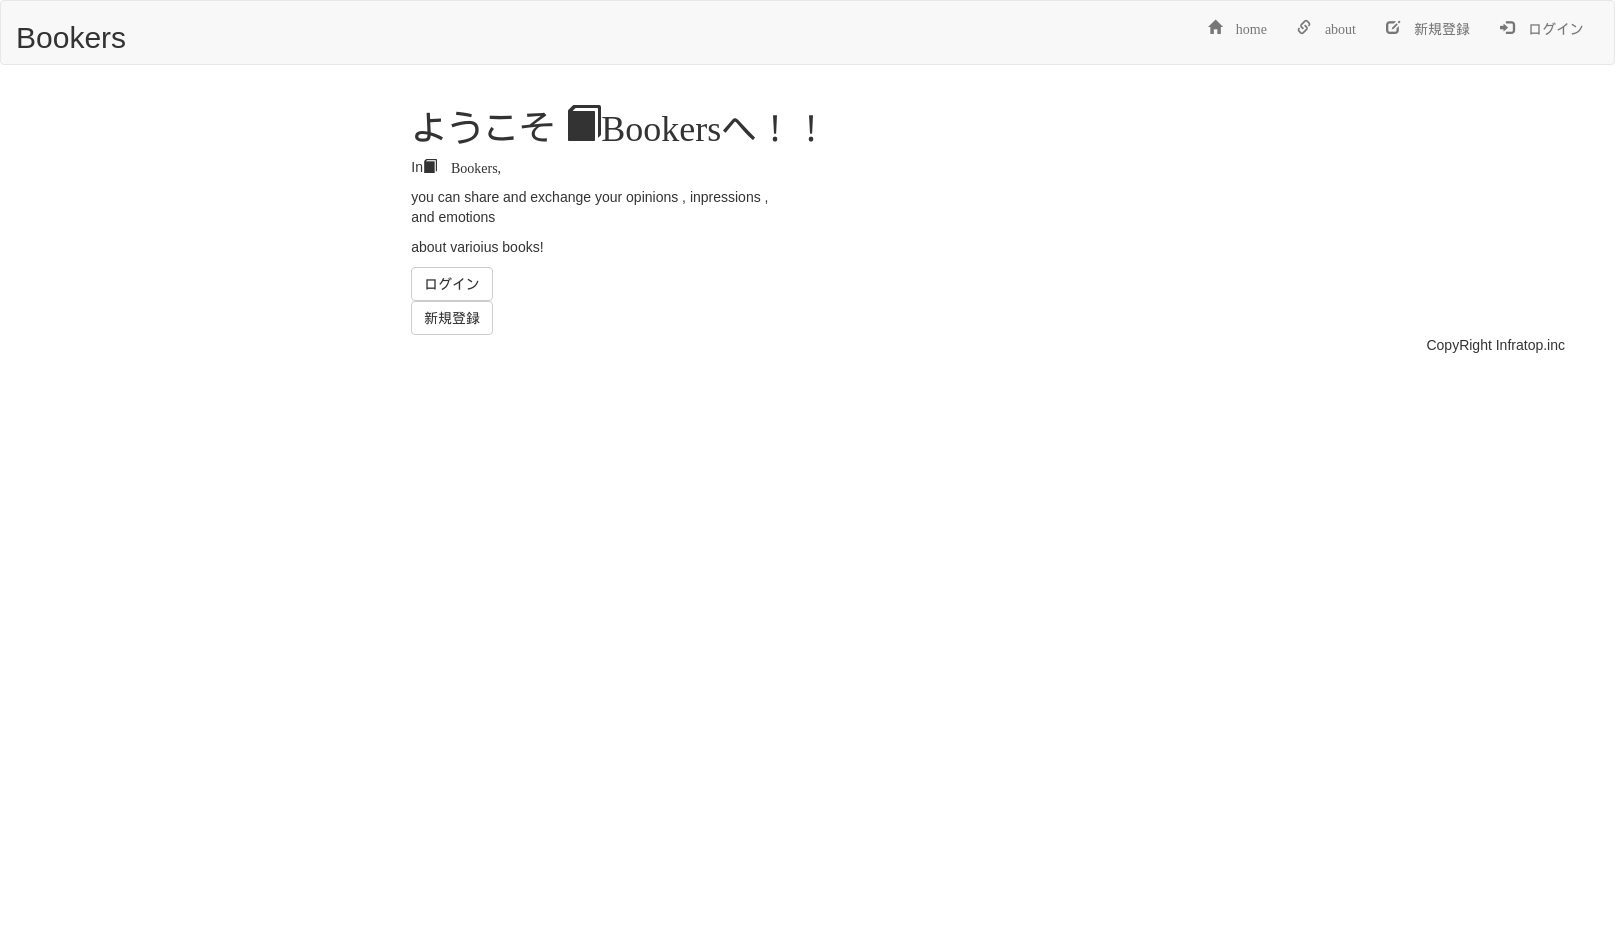 Bookers
home
about
新規登録
ログイン
ようこそ Bookersへ！！
In Bookers,
you can share and exchange your opinions , inpressions ,
and emotions
about varioius books!
ログイン
新規登録
CopyRight Infratop.inc